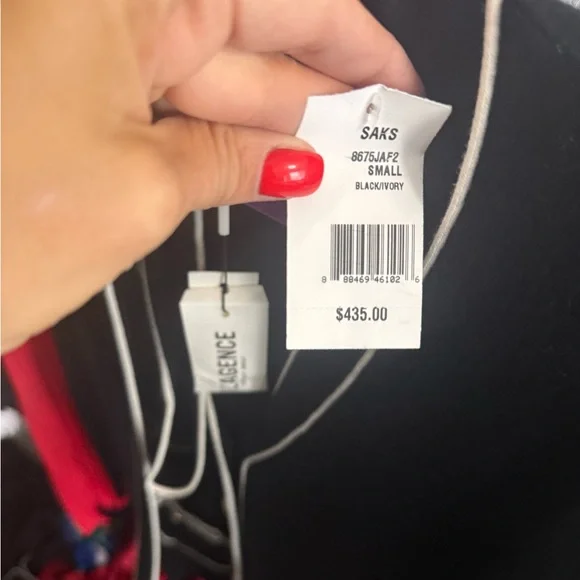 SAKS
8675JAF2
SMALL
BLACK/IVORY
8 88469 46102 6
$435.00
L'AGENCE